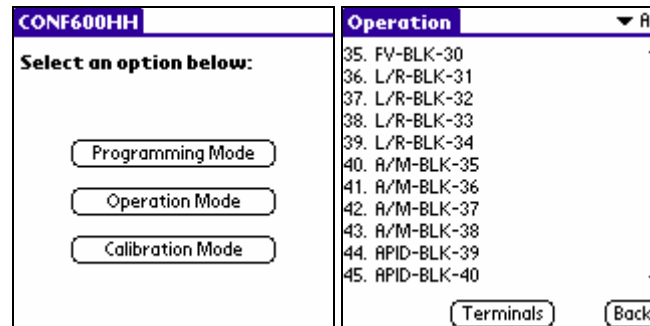 CONF600HH
Select an option below:
Programming Mode
Operation Mode
Calibration Mode
Operation
35. FV-BLK-30
36. L/R-BLK-31
37. L/R-BLK-32
38. L/R-BLK-33
39. L/R-BLK-34
40. A/M-BLK-35
41. A/M-BLK-36
42. A/M-BLK-37
43. A/M-BLK-38
44. APID-BLK-39
45. APID-BLK-40
Terminals
Back